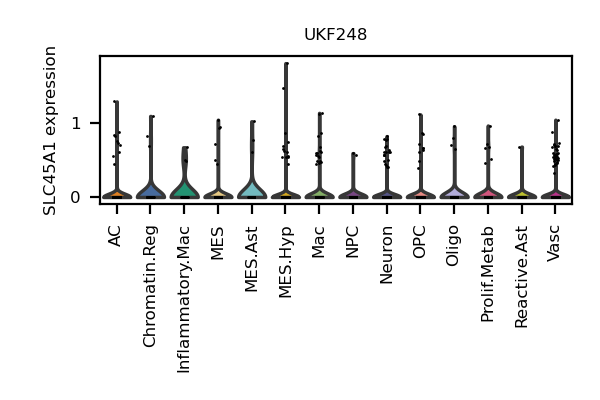 UKF248
SLC45A1 expression
1
0
AC
Chromatin.Reg
Inflammatory.Mac
MES
MES.Ast
MES.Hyp
Mac
NPC
Neuron
OPC
Oligo
Prolif.Metab
Reactive.Ast
Vasc